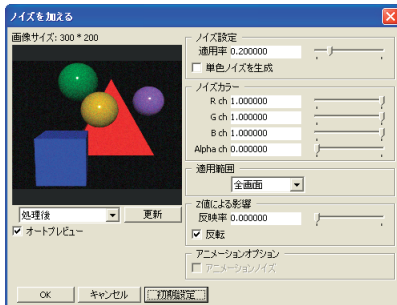 ノイズを加える
画像サイズ: 300 * 200
処理後
更新
オートプレビュー
OK
キャンセル
初期設定
ノイズ設定
適用率 0.200000
単色ノイズを生成
ノイズカラー
R ch 1.000000
G ch 1.000000
B ch 1.000000
Alpha ch 0.000000
適用範囲
全画面
Z値による影響
反映率 0.000000
反転
アニメーションオプション
アニメーションノイズ